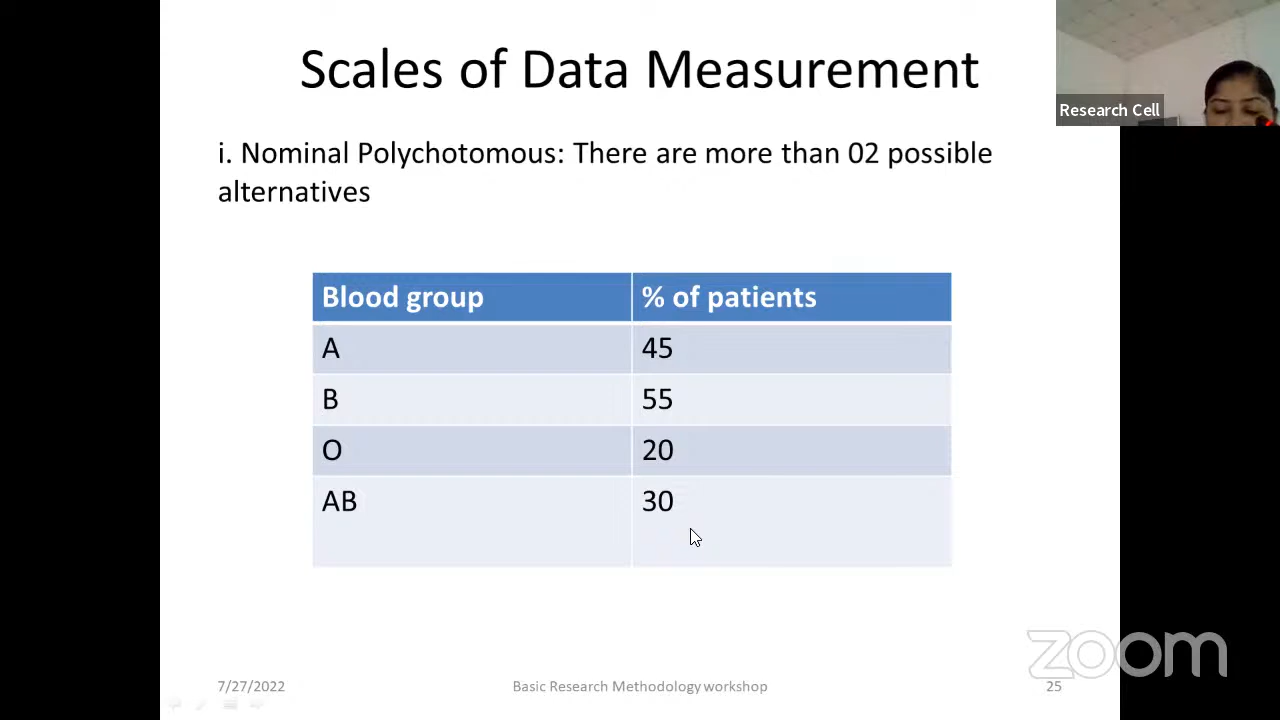 Scales of Data Measurement
Research Cell
i. Nominal Polychotomous: There are more than 02 possible
alternatives
Blood group % of patients
A 45
B 55
O 20
AB 30
zoom
7/27/2022 Basic Research Methodology workshop 25